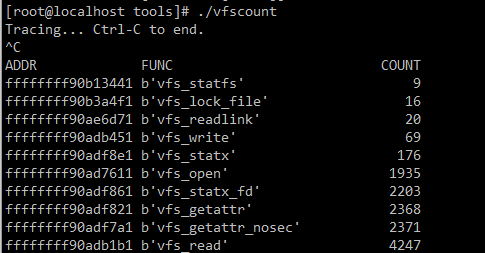 [root@localhost tools]# ./vfscount
Tracing... Ctrl-C to end.
^C
ADDR             FUNC                          COUNT
ffffffff90b13441 b'vfs_statfs'                     9
ffffffff90b3a4f1 b'vfs_lock_file'                 16
ffffffff90ae6d71 b'vfs_readlink'                  20
ffffffff90adb451 b'vfs_write'                     69
ffffffff90adf8e1 b'vfs_statx'                    176
ffffffff90ad7611 b'vfs_open'                    1935
ffffffff90adf861 b'vfs_statx_fd'                2203
ffffffff90adf821 b'vfs_getattr'                 2368
ffffffff90adf7a1 b'vfs_getattr_nosec'           2371
ffffffff90adb1b1 b'vfs_read'                    4247